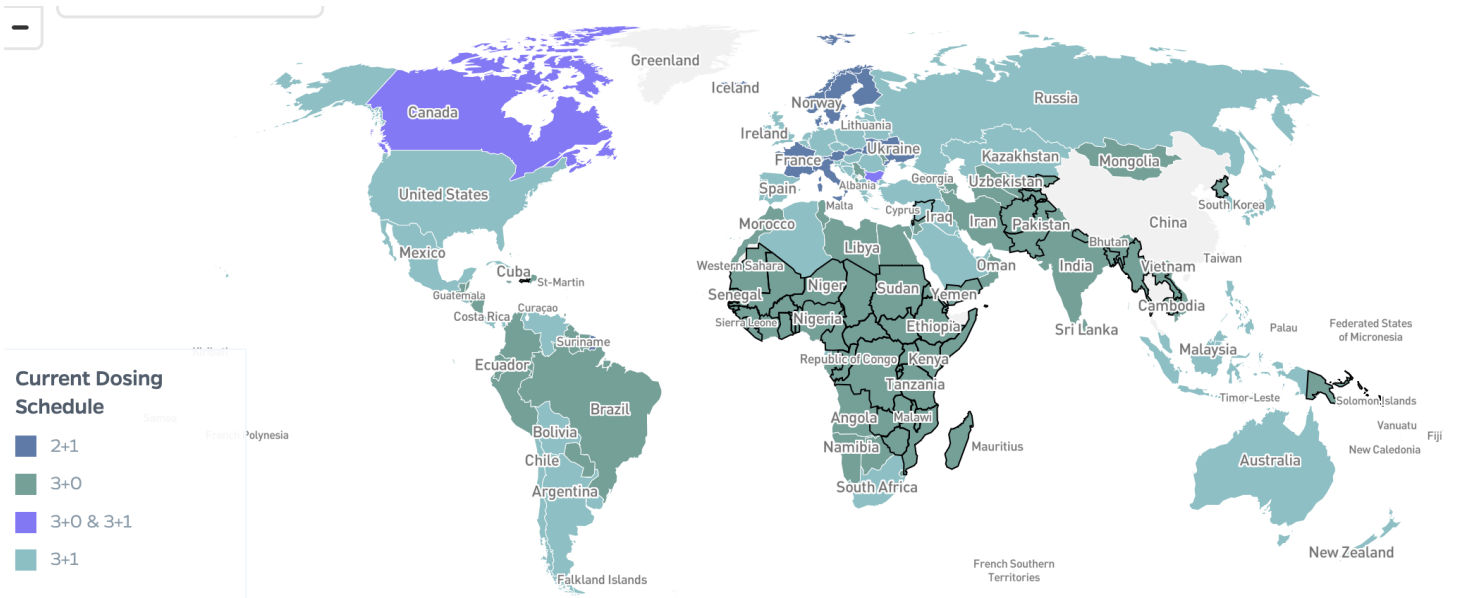 Greenland
Iceland
Canada
Norway
Russia
Lithuania
Ireland
Ukraine
France
Kazakhstan
Mongolia
United States
Spain
Albania
Georgia
Uzbekistan
Malta
Cyprus
South Korea
Morocco
Iraq
Iran
Pakistan
China
Mexico
Libya
Bhutan
Taiwan
Western Sahara
Oman
India
Vietnam
Cuba
St-Martin
Guatemala
Senegal
Niger
Sudan
Yemen
Cambodia
Costa Rica
Curaçao
Sierra Leone
Nigeria
Ethiopia
Sri Lanka
Palau
Federated States
of Micronesia
Suriname
Ecuador
Republic of Congo
Kenya
Malaysia
Tanzania
Brazil
Angola
Malawi
Timor-Leste
Solomon Islands
Bolivia
Namibia
Mauritius
Vanuatu
Fiji
New Caledonia
Chile
Argentina
South Africa
Australia
New Zealand
French Southern
Territories
Falkland Islands
Kiribati
Samoa
French Polynesia
Current Dosing
Schedule
2+1
3+0
3+0 & 3+1
3+1